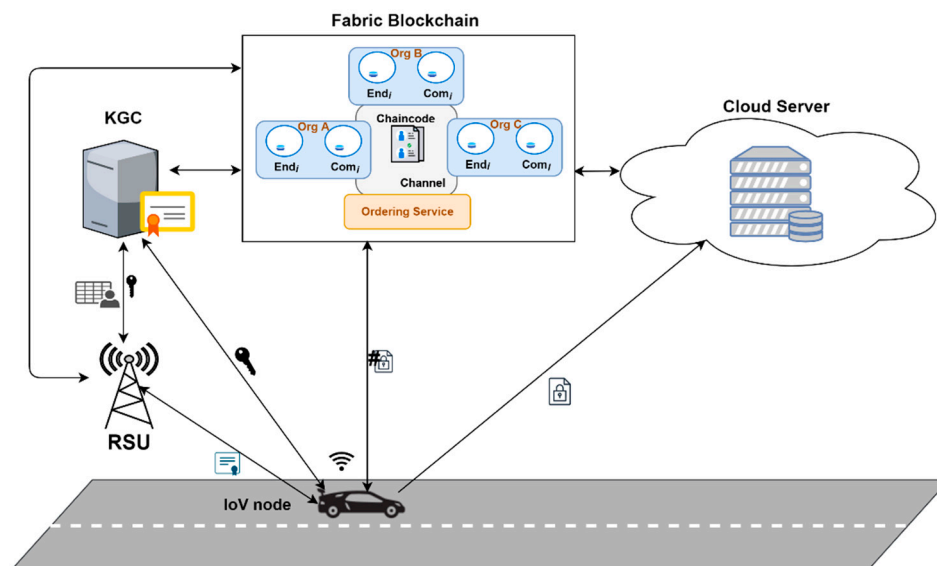 Fabric Blockchain
Org B
End_i Com_i
KGC
Cloud Server
Chaincode
Org A
Org C
End_i Com_i
End_i Com_i
Channel
Ordering Service
#
RSU
IoV node